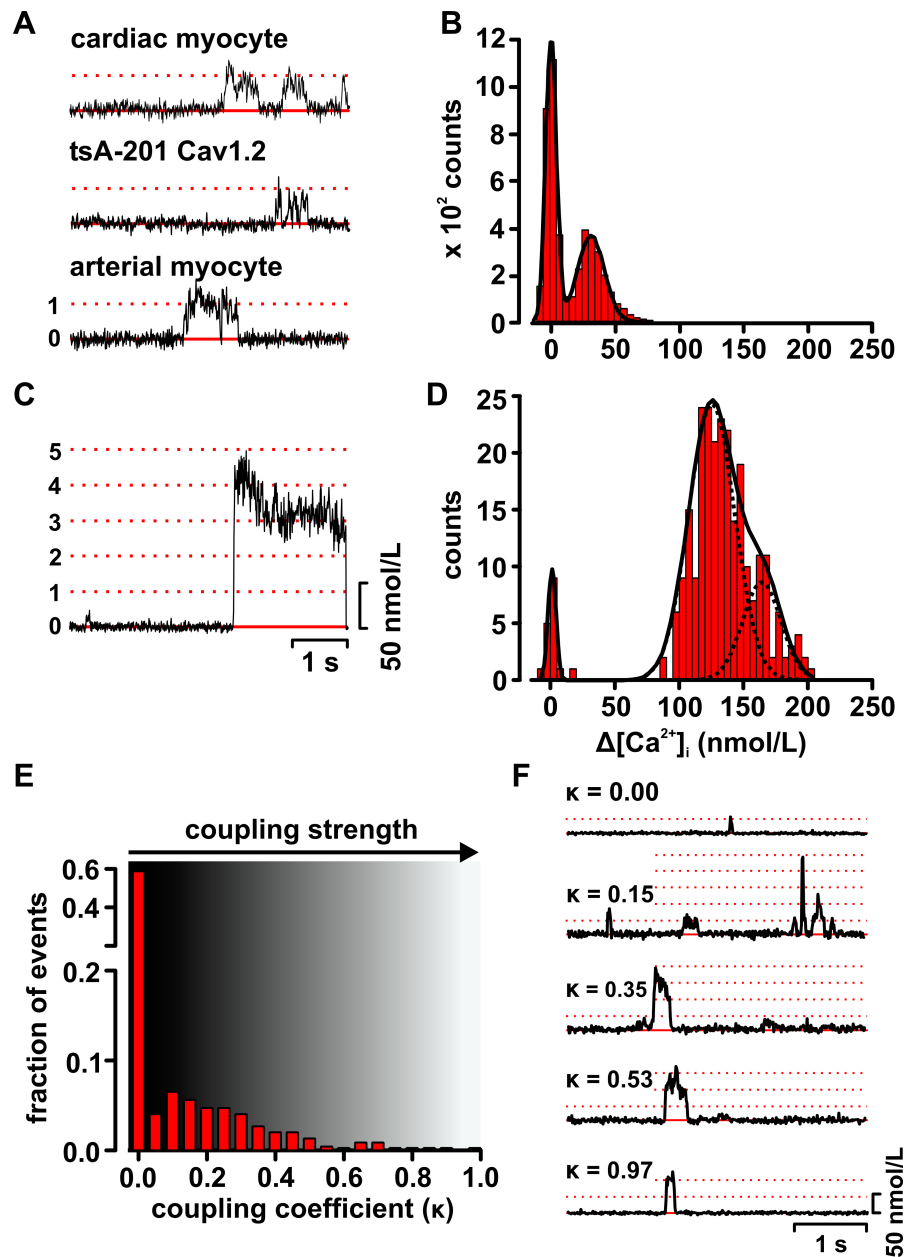 A
cardiac myocyte
tsA-201 Cav1.2
arterial myocyte
1
0
B
12
10
8
6
4
2
0
x 10² counts
0 50 100 150 200 250
C
5
4
3
2
1
0
1 s
50 nmol/L
D
25
20
15
10
5
0
counts
0 50 100 150 200 250
Δ[Ca²⁺]ᵢ (nmol/L)
E
coupling strength
0.6
0.4
0.2
0.1
0.0
fraction of events
0.0 0.2 0.4 0.6 0.8 1.0
coupling coefficient (κ)
F
κ = 0.00
κ = 0.15
κ = 0.35
κ = 0.53
κ = 0.97
1 s
50 nmol/L